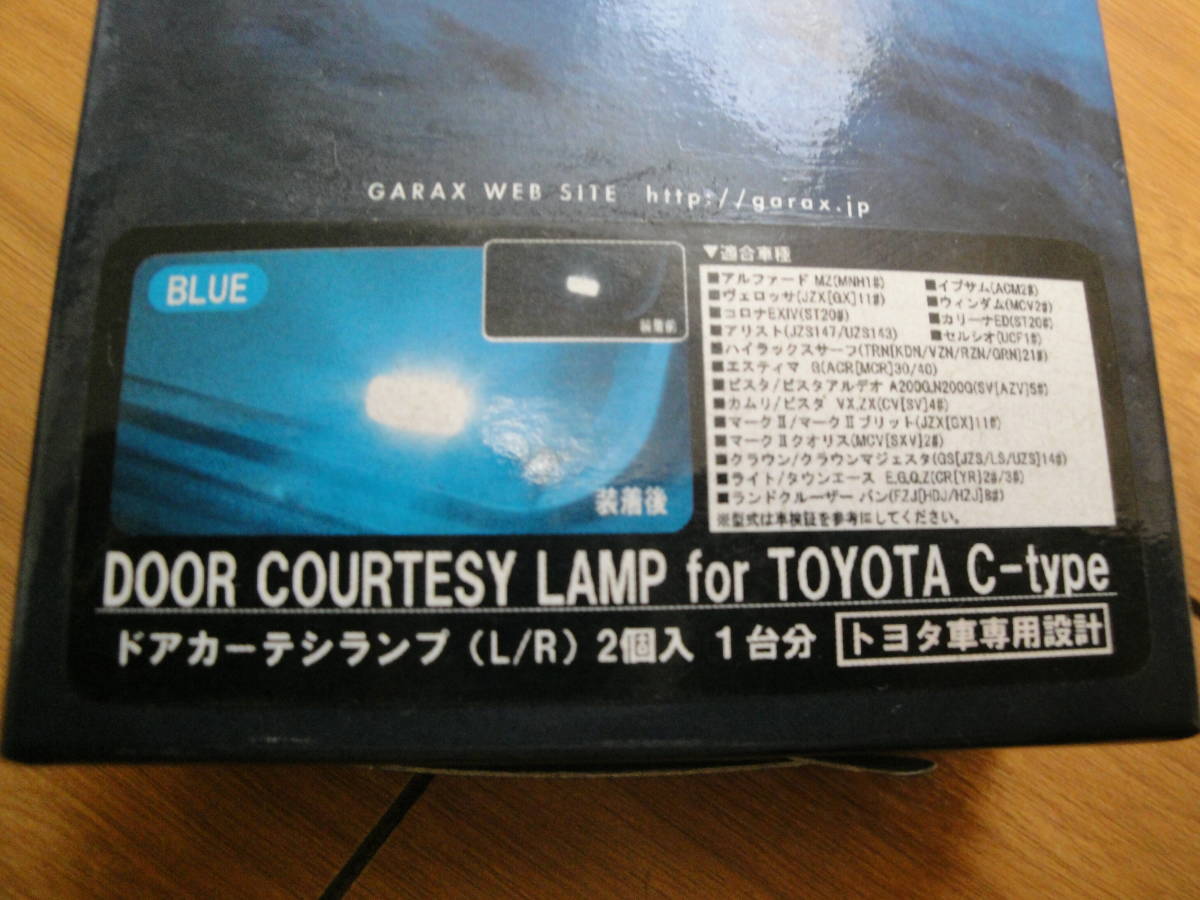 GARAX WEB SITE http://garax.jp
BLUE
装着前
装着後
▼適合車種
■アルファード MZ(MNH1#)
■イプサム(ACM2#)
■ヴェロッサ(JZX[GX]11#)
■ウィンダム(MCV2#)
■コロナEXIV(ST20#)
■カリーナED(ST20#)
■アリスト(JZS147/UZS143)
■セルシオ(UCF1#)
■ハイラックスサーフ(TRN[KDN/VZN/RZN/GRN]21#)
■エスティマ G(ACR[MCR]30/40)
■ビスタ/ビスタアルデオ A200G,N200G(SV[AZV]5#)
■カムリ/ビスタ VX,ZX(CV[SV]4#)
■マークⅡ/マークⅡブリット(JZX[GX]11#)
■マークⅡクオリス(MCV[SXV]2#)
■クラウン/クラウンマジェスタ(GS[JZS/LS/UZS]14#)
■ライト/タウンエース E,G,Q,Z(CR[YR]2#/3#)
■ランドクルーザー バン(FZJ[HDJ/HZJ]8#)
※型式は車検証を参考にしてください。
DOOR COURTESY LAMP for TOYOTA C-type
ドアカーテシランプ(L/R)2個入 1台分 トヨタ車専用設計